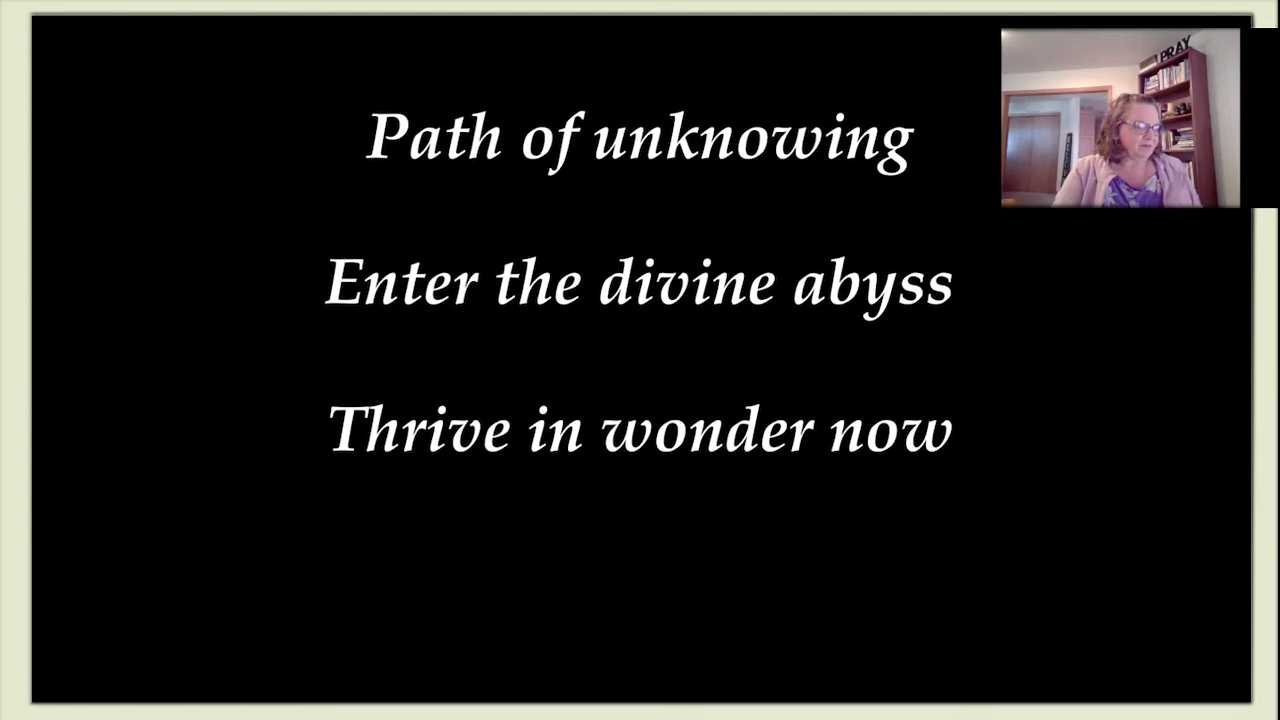 PRAY
Path of unknowing
Enter the divine abyss
Thrive in wonder now